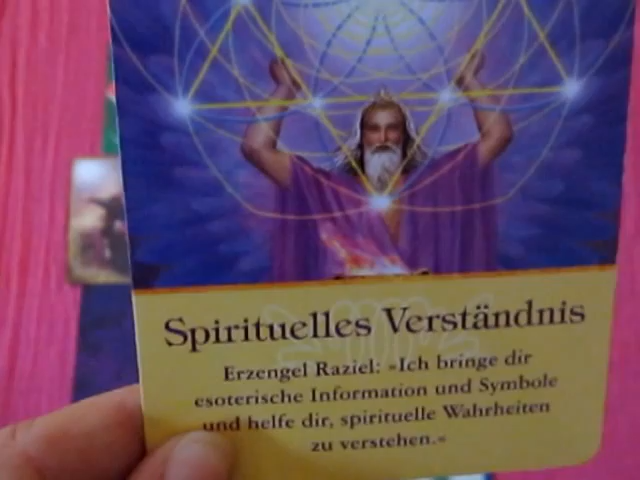 Spirituelles Verständnis
Erzengel Raziel: »Ich bringe dir
esoterische Information und Symbole
und helfe dir, spirituelle Wahrheiten
zu verstehen.«